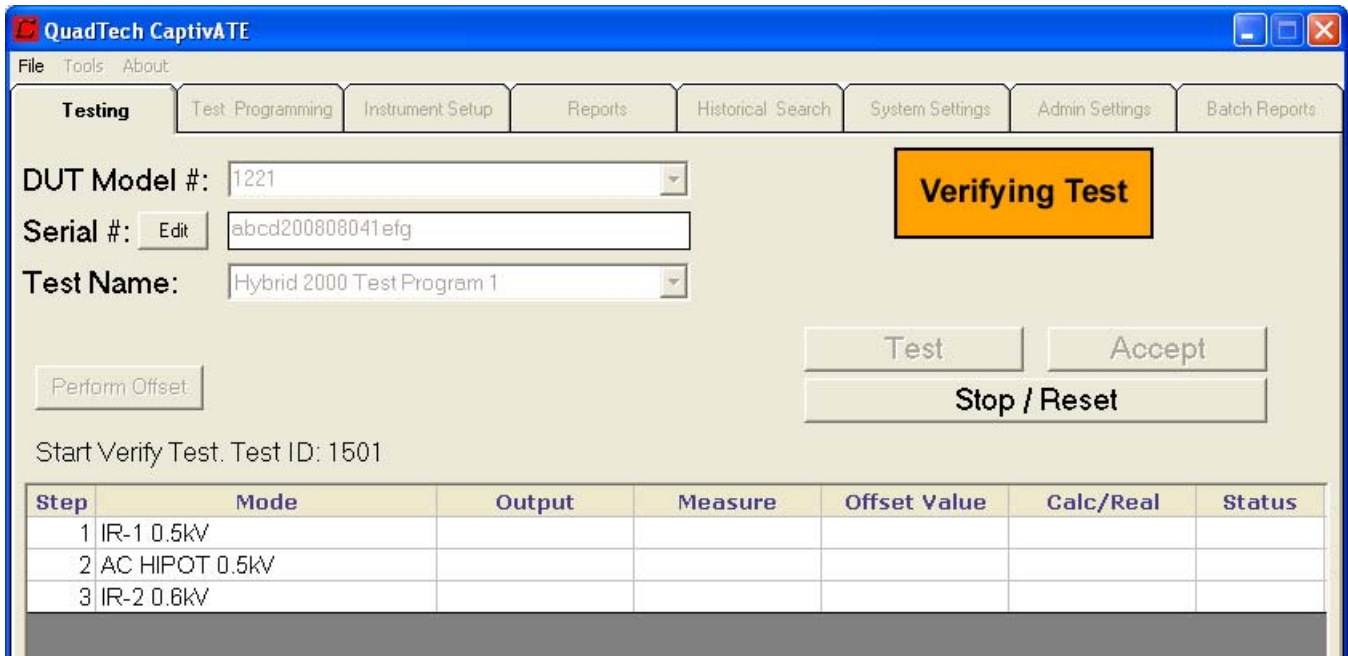 QuadTech CaptivATE
File Tools About
Testing Test Programming Instrument Setup Reports Historical Search System Settings Admin Settings Batch Reports
DUT Model #: 1221
Verifying Test
Serial #: Edit abcd200808041efg
Test Name: Hybrid 2000 Test Program 1
Test Accept
Perform Offset
Stop / Reset
Start Verify Test. Test ID: 1501
Step Mode Output Measure Offset Value Calc/Real Status
1 IR-1 0.5kV
2 AC HIPOT 0.5kV
3 IR-2 0.6kV